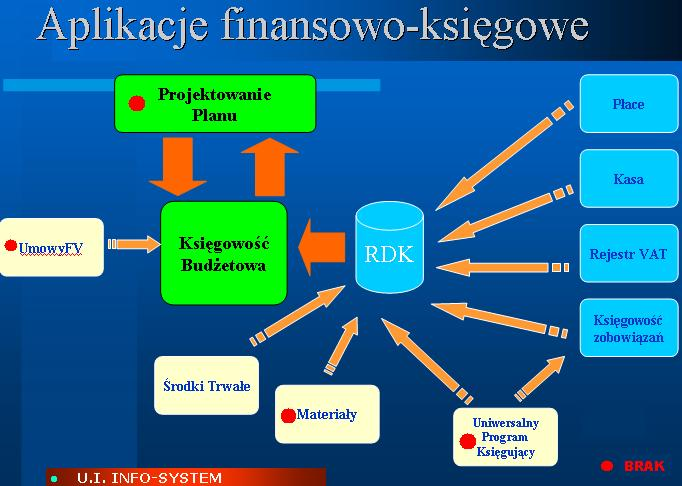 Aplikacje finansowo-księgowe
Projektowanie
Planu
Płace
Kasa
UmowyFV
Księgowość
Budżetowa
RDK
Rejestr VAT
Księgowość
zobowiązań
Środki Trwałe
Materiały
Uniwersalny
Program
Księgujący
BRAK
U.I. INFO-SYSTEM